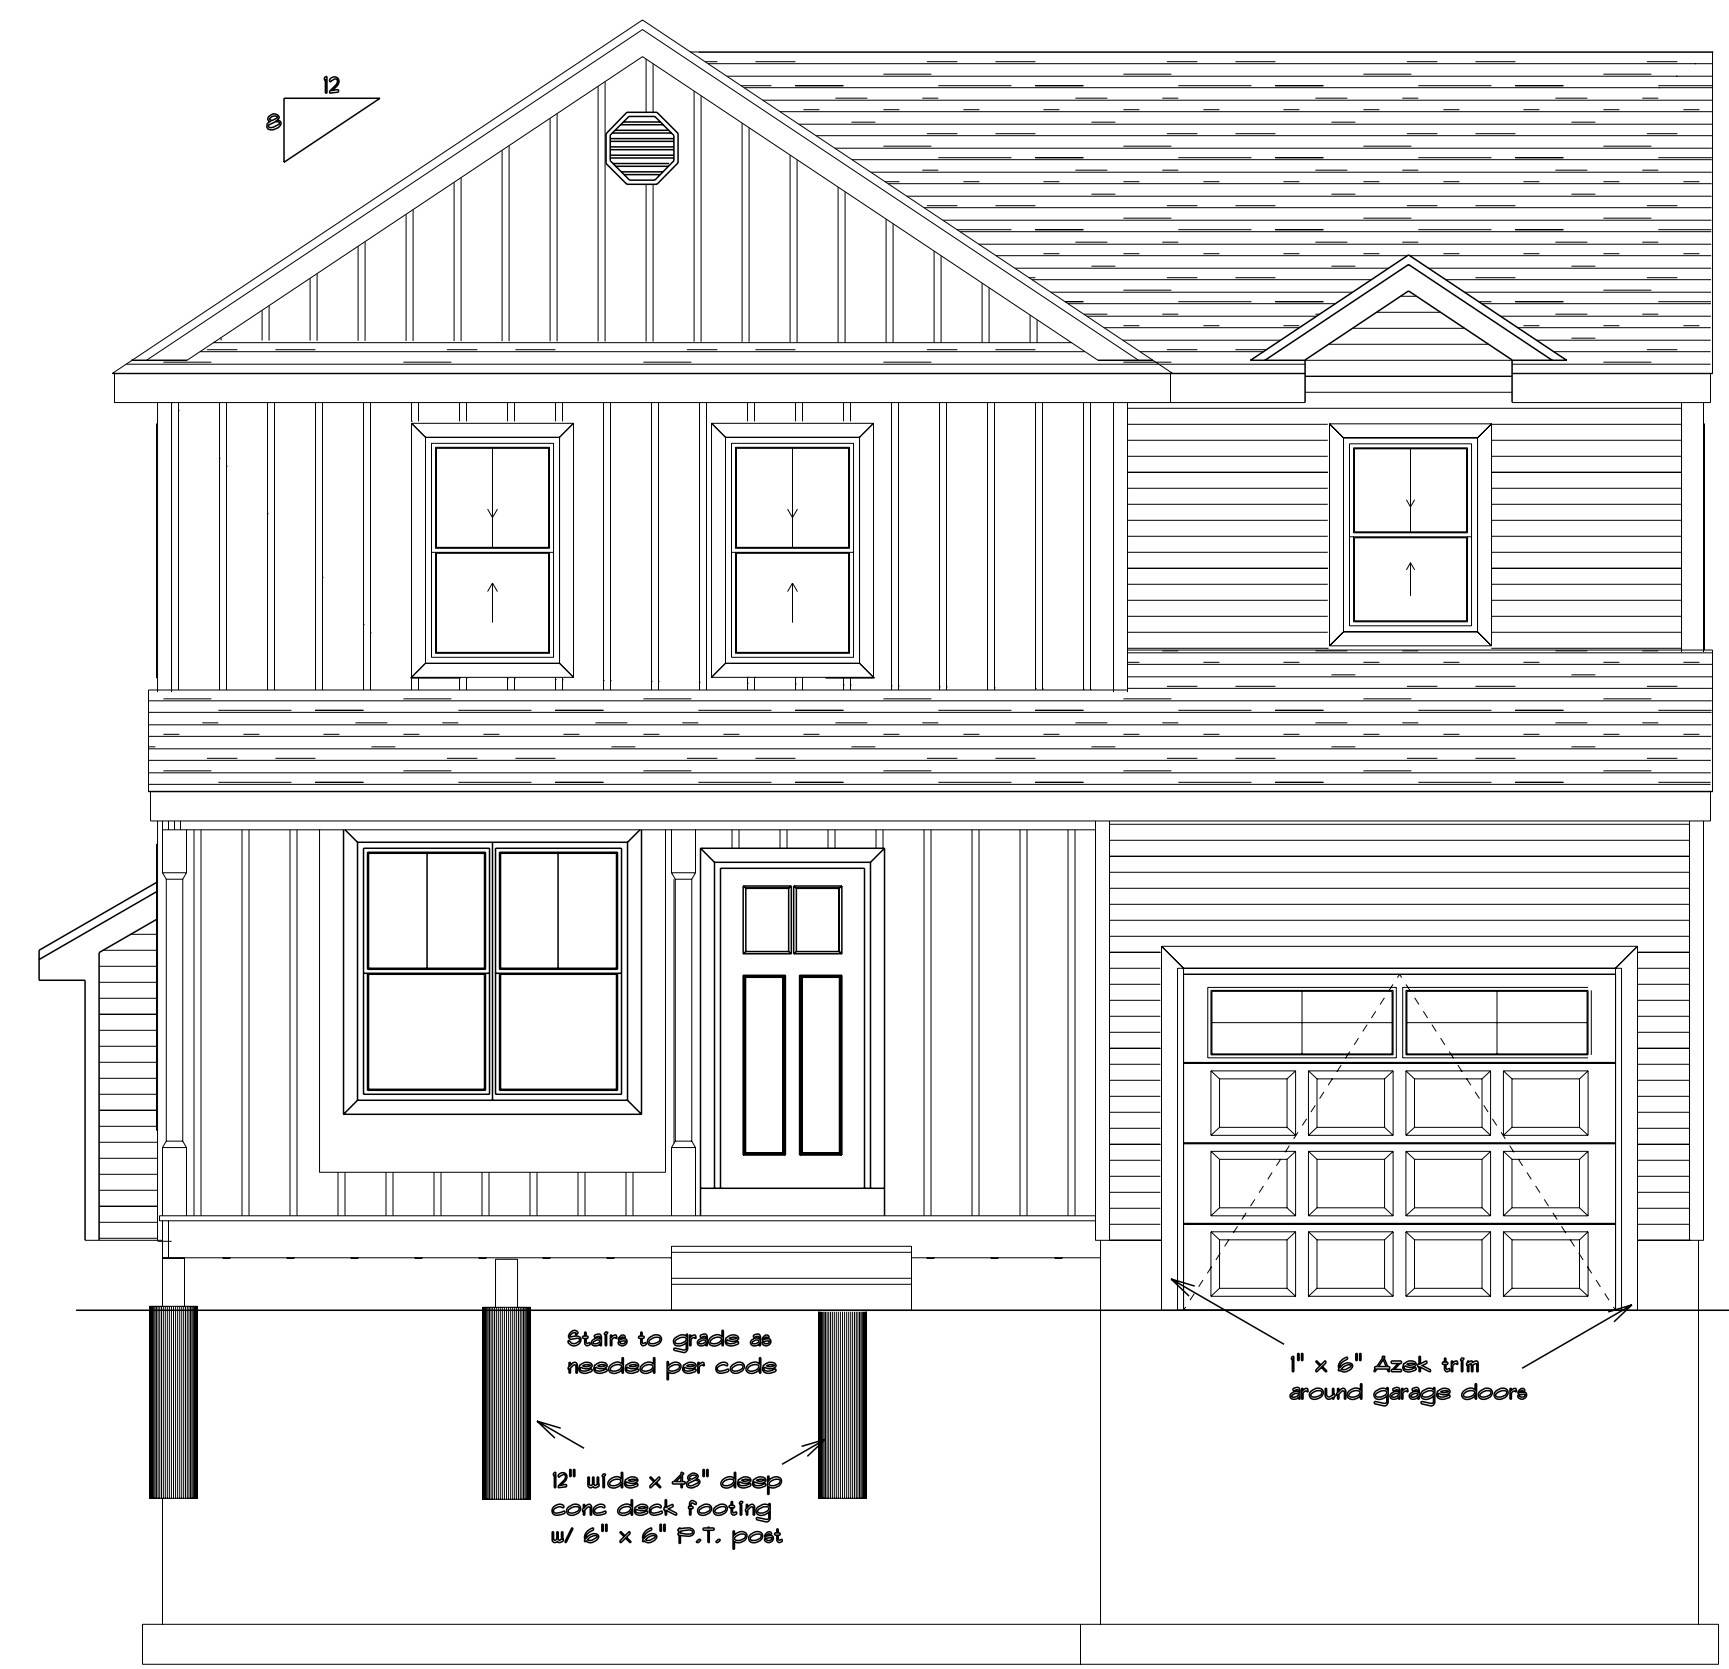 12
8
Stairs to grade as
needed per code
1" x 6" Azek trim
around garage doors
12" wide x 48" deep
conc deck footing
w/ 6" x 6" P.T. post